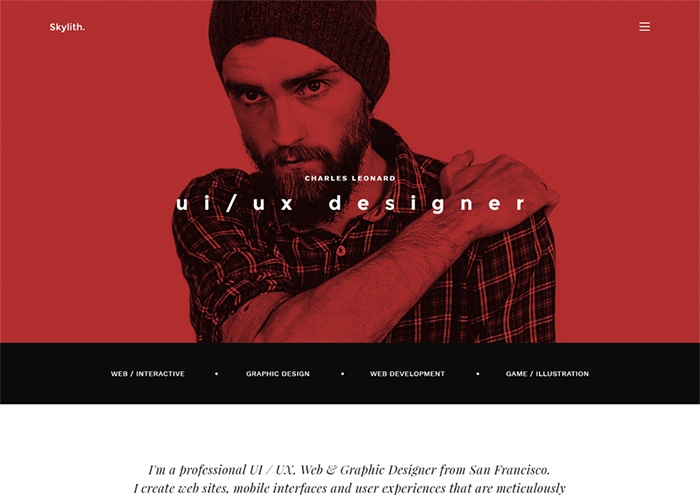 Skylith.
CHARLES LEONARD
ui/ux designer
WEB / INTERACTIVE • GRAPHIC DESIGN • WEB DEVELOPMENT • GAME / ILLUSTRATION
I'm a professional UI / UX, Web & Graphic Designer from San Francisco.
I create web sites, mobile interfaces and user experiences that are meticulously